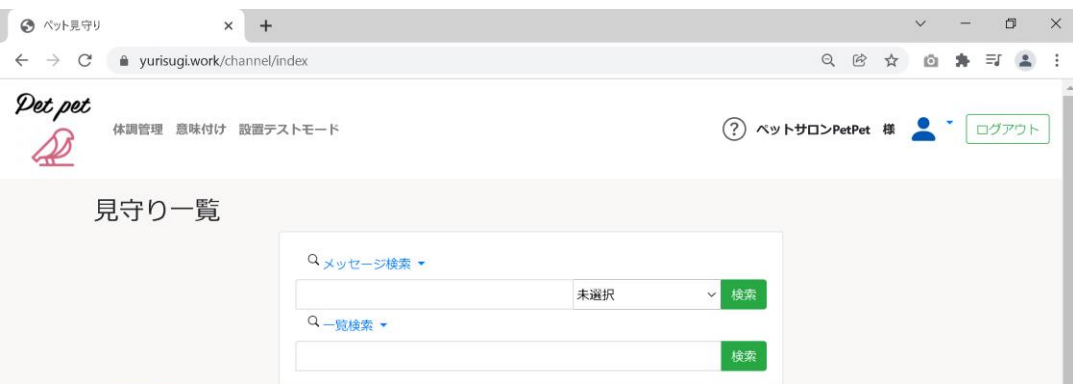 ペット見守り
yurisugi.work/channel/index
Pet pet
体調管理 意味付け 設置テストモード
? ペットサロンPetPet 様 ログアウト
見守り一覧
メッセージ検索
未選択 検索
一覧検索
検索